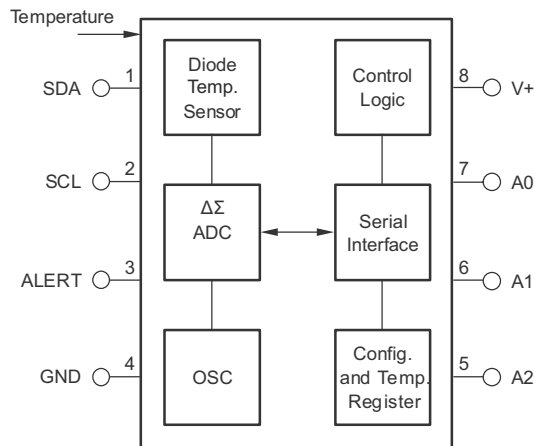 Temperature
SDA
1
Diode
Temp.
Sensor
Control
Logic
8
V+
SCL
2
ΔΣ
ADC
Serial
Interface
7
A0
ALERT
3
6
A1
GND
4
OSC
Config.
and Temp.
Register
5
A2